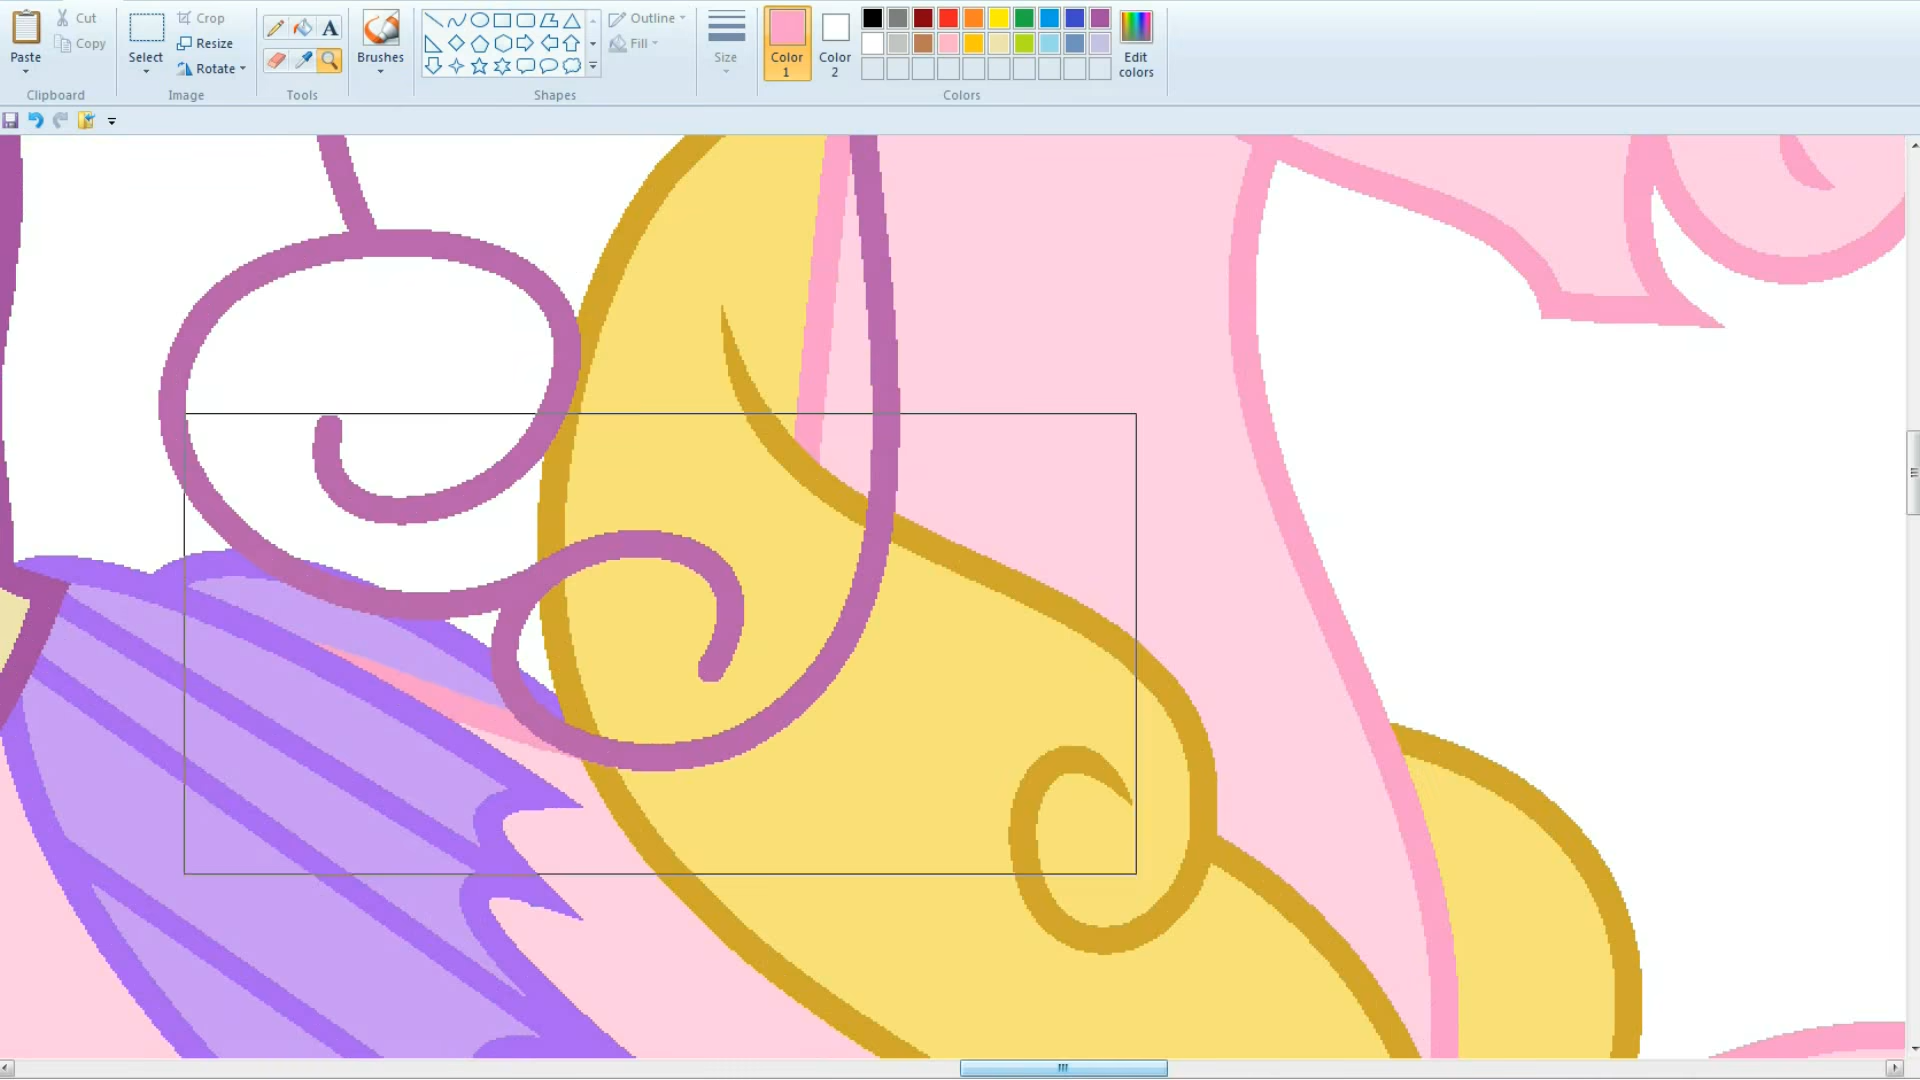 Paste
Cut
Copy
Clipboard
Select
Crop
Resize
Rotate
Image
A
Tools
Brushes
Shapes
Outline
Fill
Size
Color
1
Color
2
Edit
colors
Colors